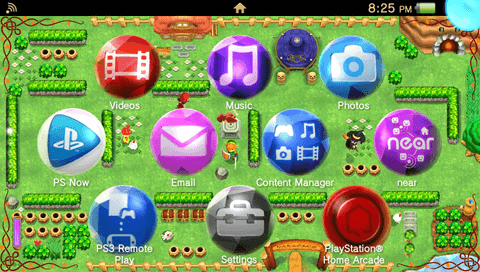 8:25 PM
Videos
Music
Photos
PS Now
Email
Content Manager
near
near
PS3 Remote
Play
Settings
PlayStation®
Home Arcade